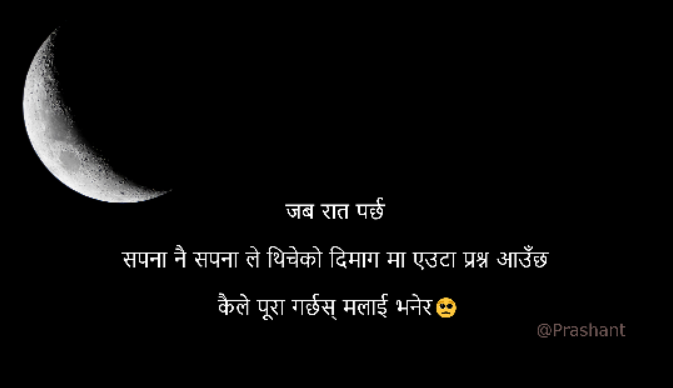 जब रात पर्छ
सपना नै सपना ले थिचेको दिमाग मा एउटा प्रश्न आउँछ
कैले पूरा गर्छस् मलाई भनेर🥺
@Prashant